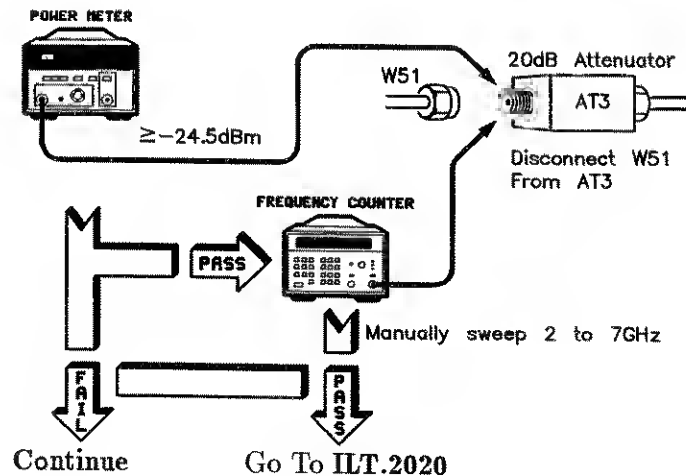 POWER METER
20dB Attenuator
W51
AT3
≥-24.5dBm
Disconnect W51
From AT3
FREQUENCY COUNTER
PASS
Manually sweep 2 to 7GHz
FAIL
PASS
Continue
Go To ILT.2020